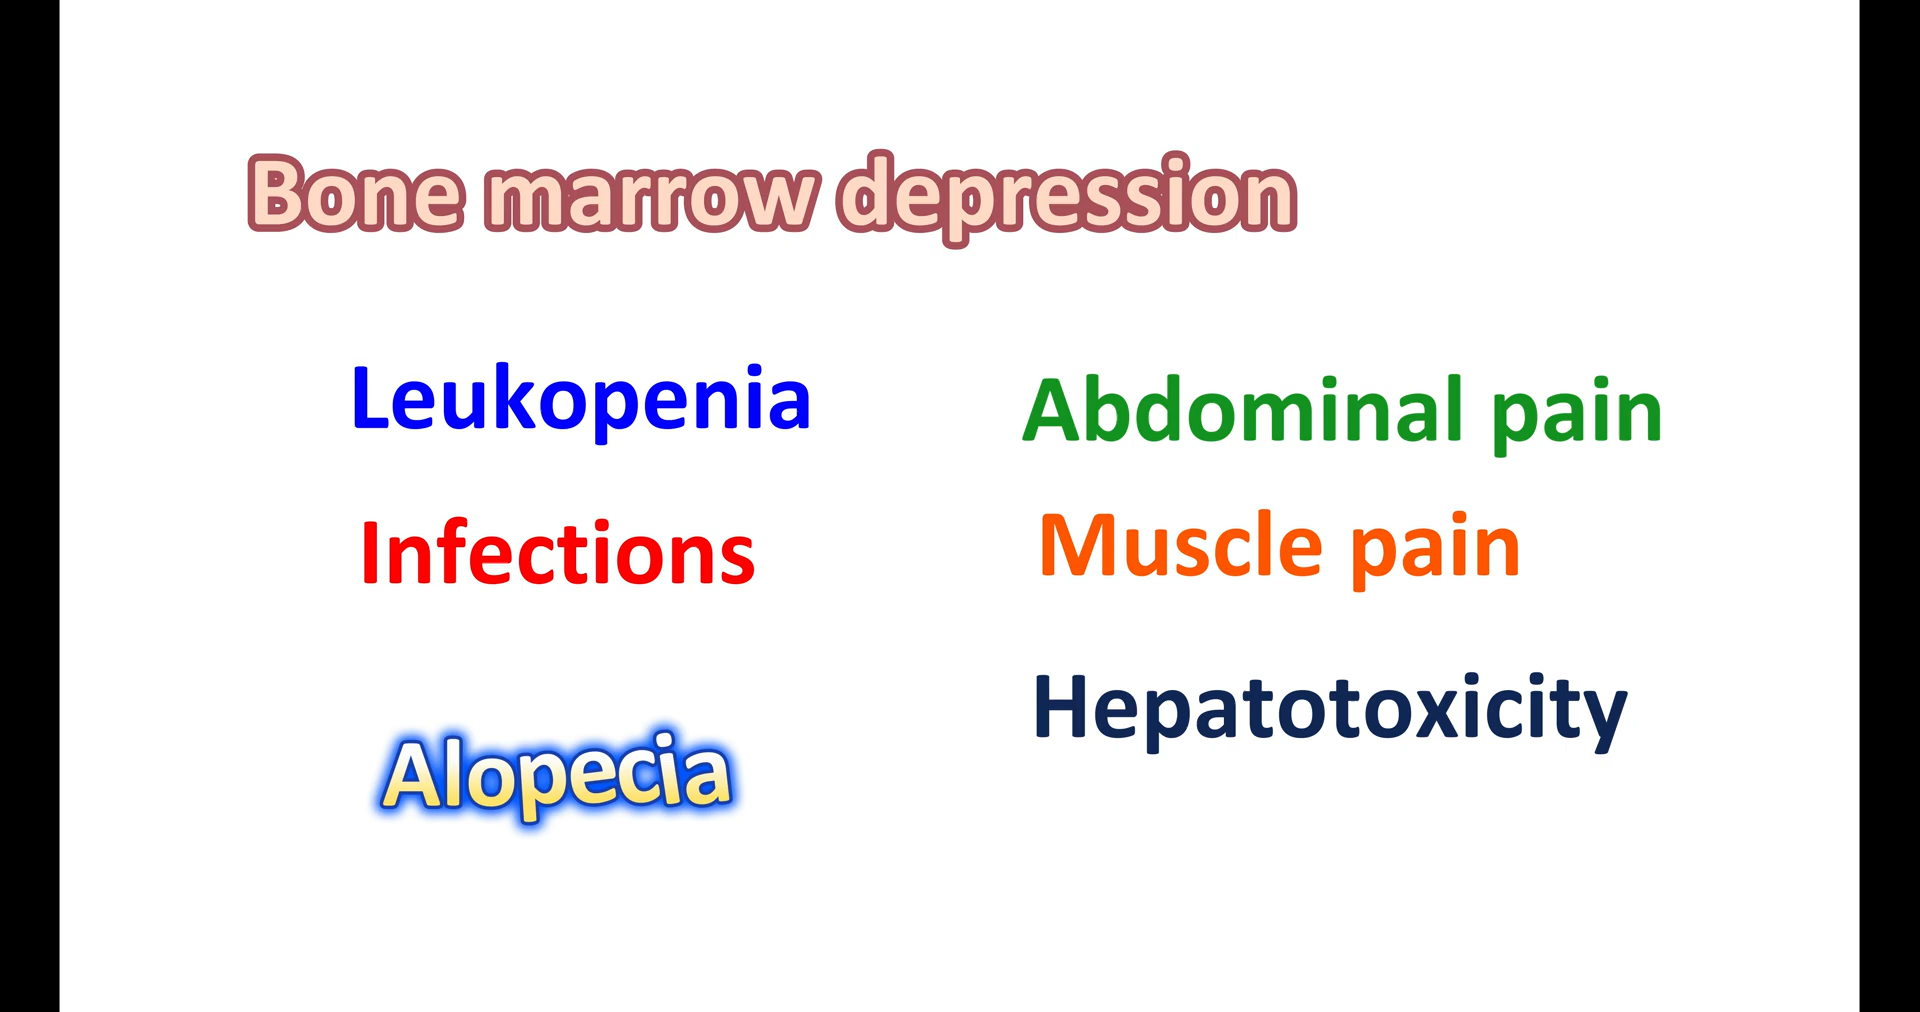 Bone marrow depression
Leukopenia
Infections
Alopecia
Abdominal pain
Muscle pain
Hepatotoxicity